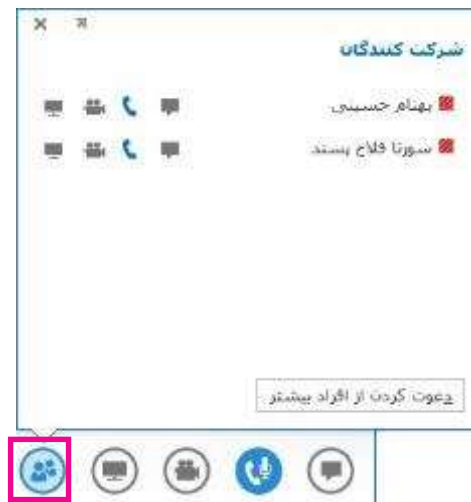 شرکت کنندگان
بهنام حسینی
سورنا فلاح پسند
دعوت کردن از افراد بیشتر